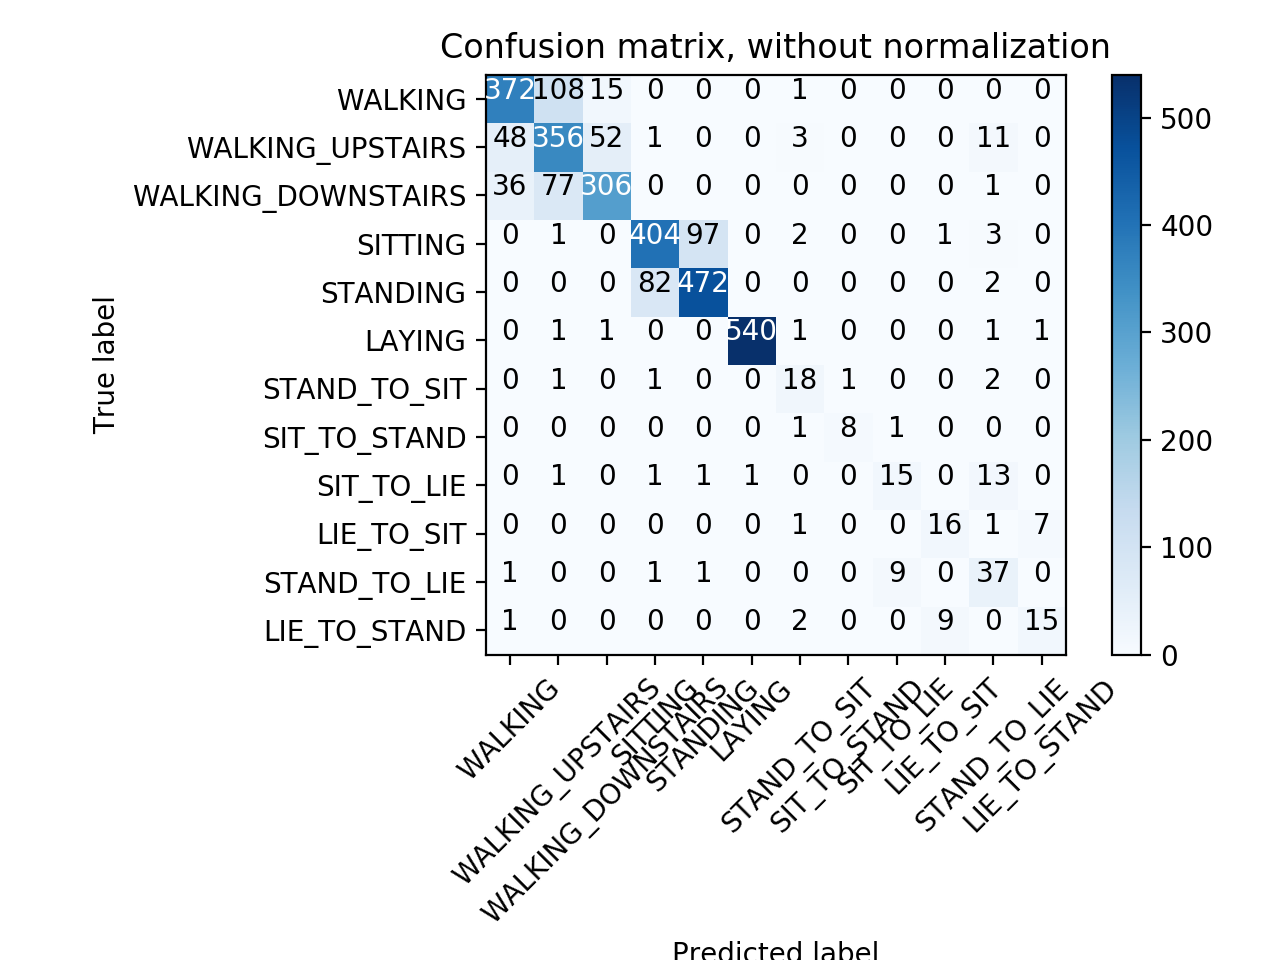 Confusion matrix, without normalization
WALKING 372 108 15 0 0 0 1 0 0 0 0 0
WALKING_UPSTAIRS 48 356 52 1 0 0 3 0 0 0 11 0
WALKING_DOWNSTAIRS 36 77 306 0 0 0 0 0 0 0 1 0
SITTING 0 1 0 404 97 0 2 0 0 1 3 0
STANDING 0 0 0 82 472 0 0 0 0 0 2 0
LAYING 0 1 1 0 0 540 1 0 0 0 1 1
STAND_TO_SIT 0 1 0 1 0 0 18 1 0 0 2 0
SIT_TO_STAND 0 0 0 0 0 0 1 8 1 0 0 0
SIT_TO_LIE 0 1 0 1 1 1 0 0 15 0 13 0
LIE_TO_SIT 0 0 0 0 0 0 1 0 0 16 1 7
STAND_TO_LIE 1 0 0 1 1 0 0 0 9 0 37 0
LIE_TO_STAND 1 0 0 0 0 0 2 0 0 9 0 15
True label
WALKING
WALKING_UPSTAIRS
WALKING_DOWNSTAIRS
SITTING
STANDING
LAYING
STAND_TO_SIT
SIT_TO_STAND
SIT_TO_LIE
LIE_TO_SIT
STAND_TO_LIE
LIE_TO_STAND
Predicted label
500
400
300
200
100
0